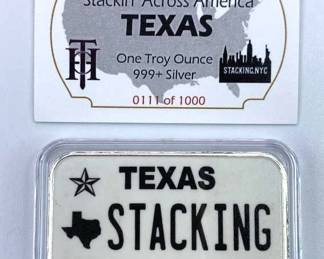 Stackin' Across America
TEXAS
One Troy Ounce
999+ Silver
STACKING.NYC
0111 of 1000
TEXAS
STACKING